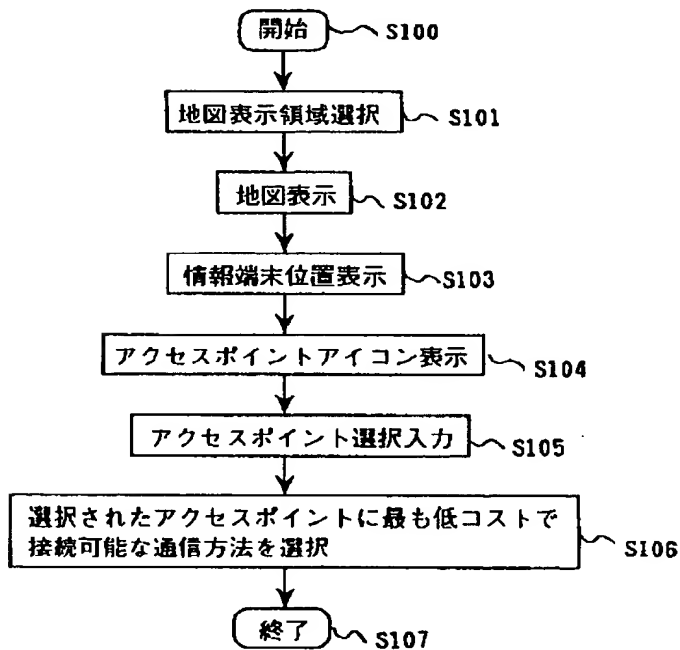 開始
S100
地図表示領域選択
S101
地図表示
S102
情報端末位置表示
S103
アクセスポイントアイコン表示
S104
アクセスポイント選択入力
S105
選択されたアクセスポイントに最も低コストで
接続可能な通信方法を選択
S106
終了
S107